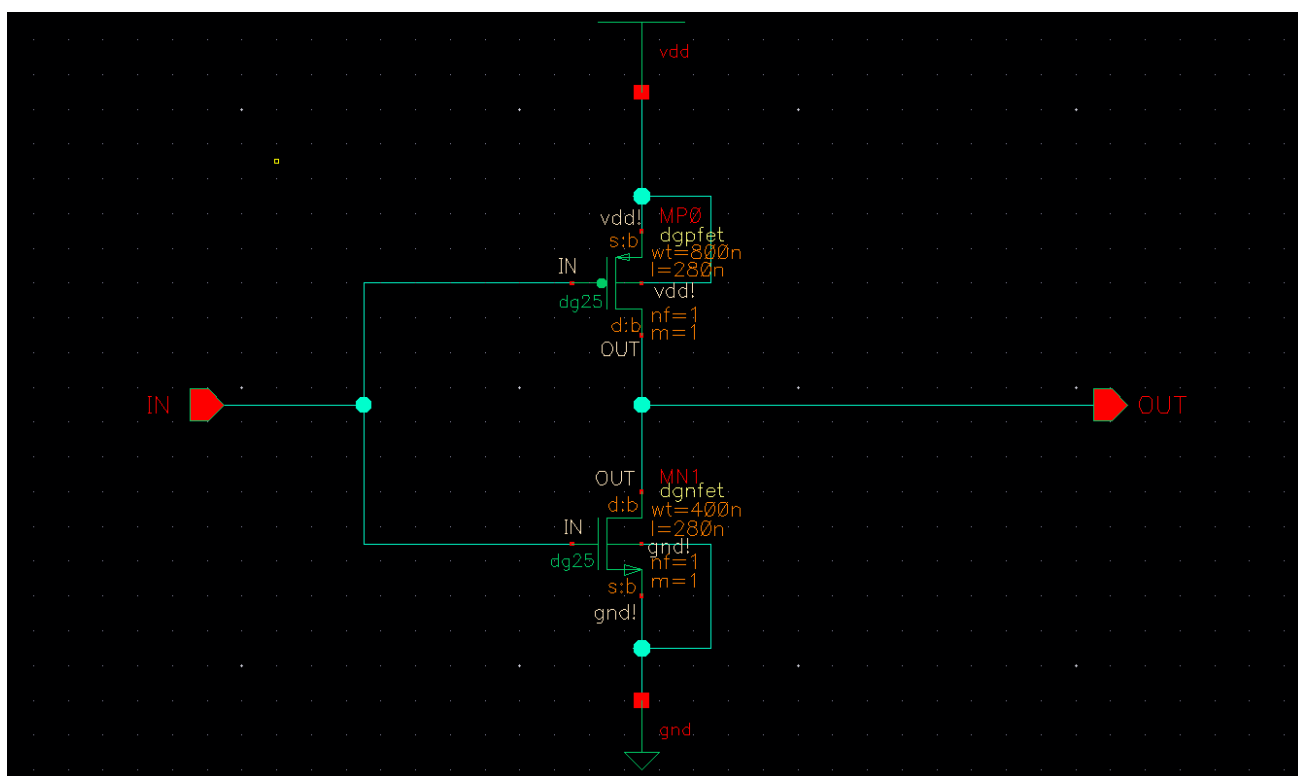 vdd
vdd!
MP0
dgpfet
s:b
wt=800n
l=280n
IN
vdd!
dg25
nf=1
d:b
m=1
OUT
IN
OUT
OUT
MN1
dgnfet
d:b
wt=400n
l=280n
IN
gnd!
dg25
nf=1
s:b
m=1
gnd!
gnd